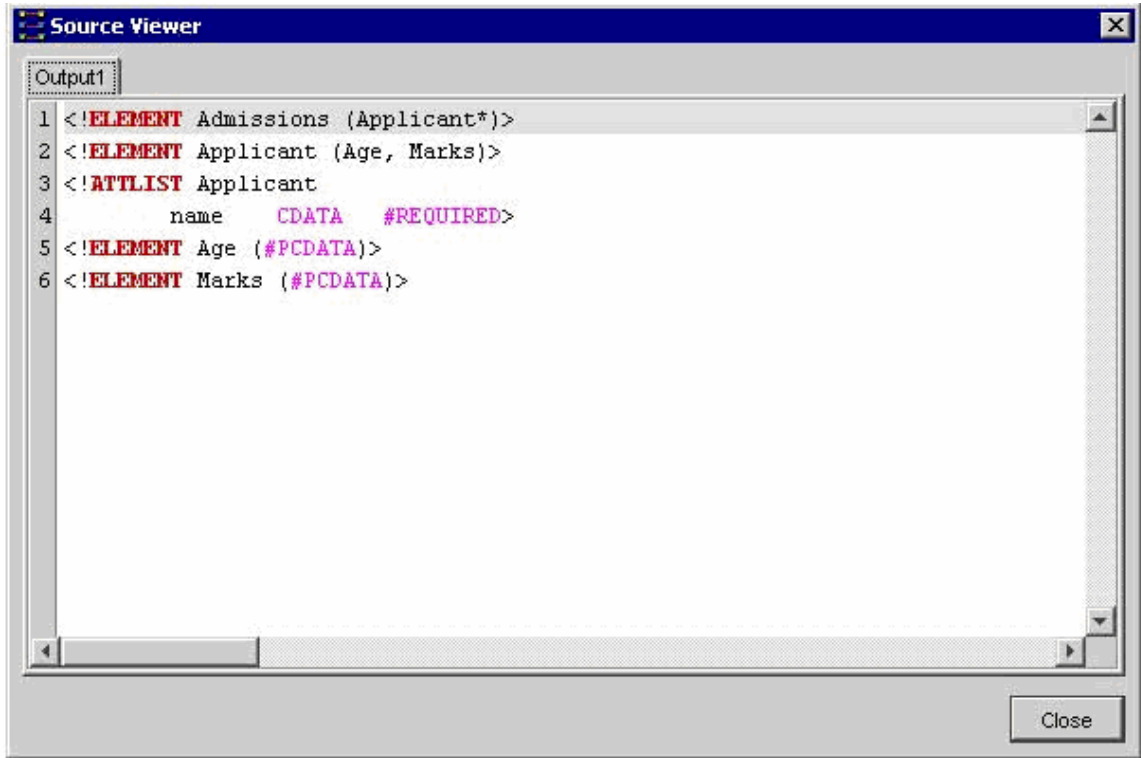 Source Viewer
Output1
1 <!ELEMENT Admissions (Applicant*)>
2 <!ELEMENT Applicant (Age, Marks)>
3 <!ATTLIST Applicant
4 name CDATA #REQUIRED>
5 <!ELEMENT Age (#PCDATA)>
6 <!ELEMENT Marks (#PCDATA)>
Close